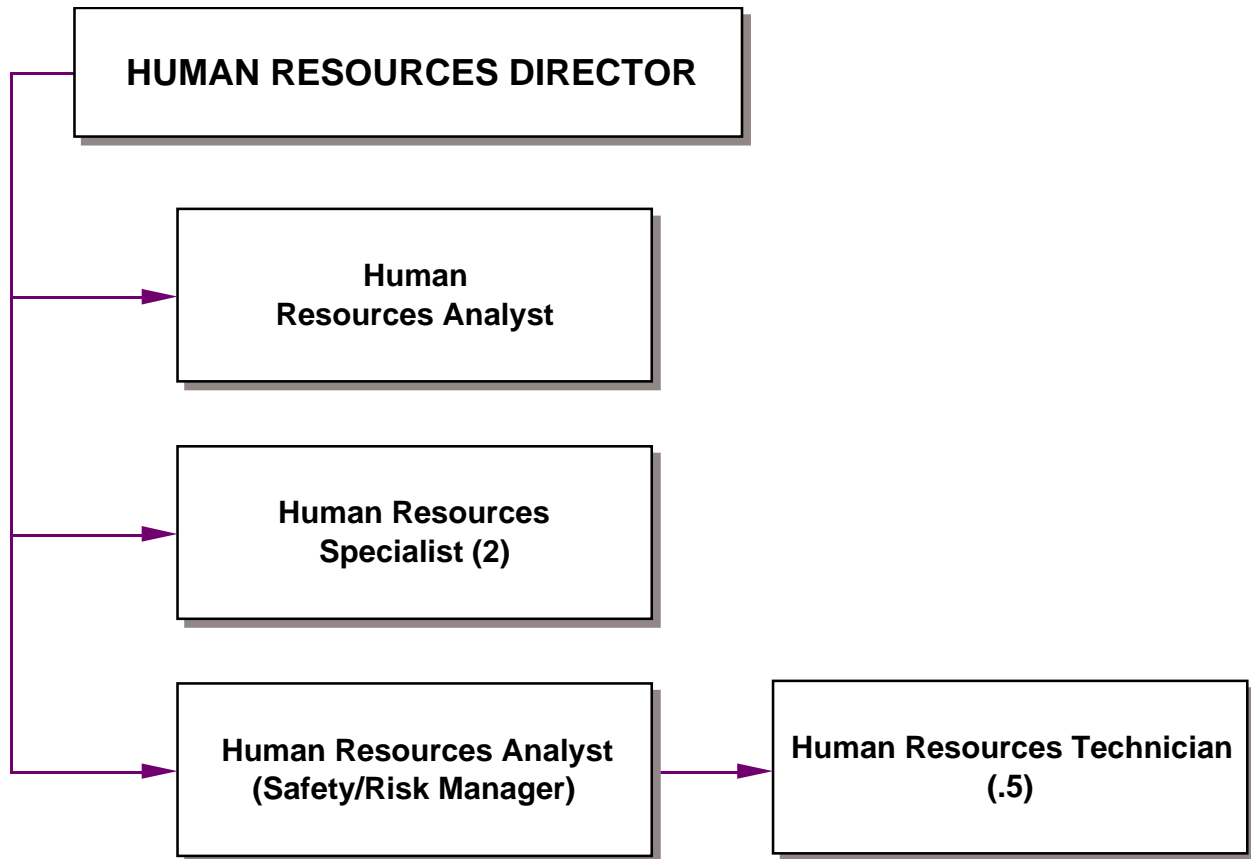 HUMAN RESOURCES DIRECTOR
Human
Resources Analyst
Human Resources
Specialist (2)
Human Resources Analyst
(Safety/Risk Manager)
Human Resources Technician
(.5)